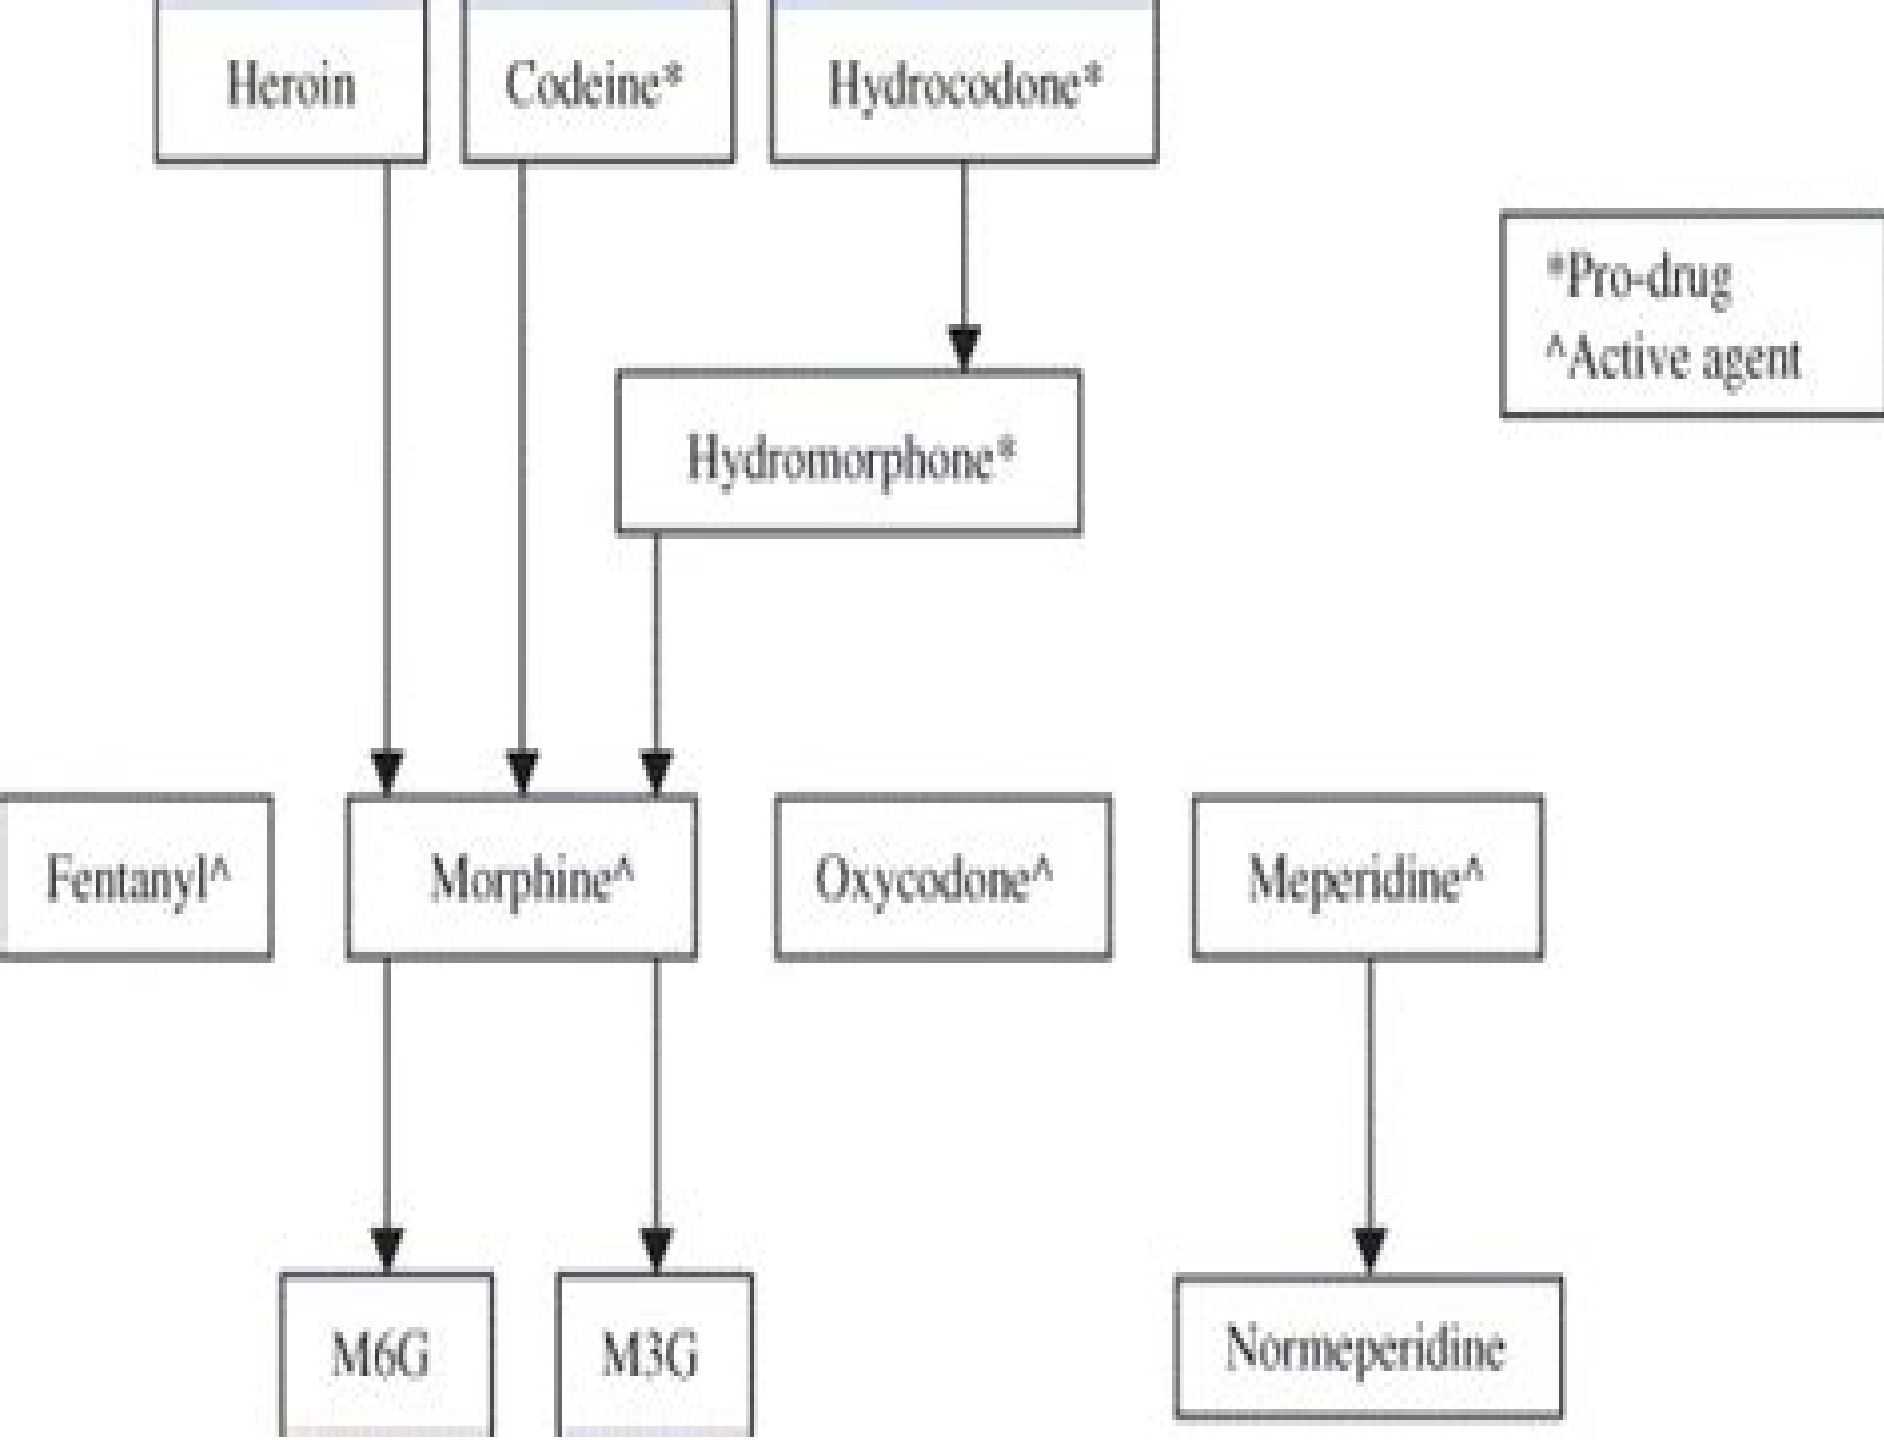 Heroin
Codeine*
Hydrocodone*
*Pro-drug
^Active agent
Hydromorphone*
Fentanyl^
Morphine^
Oxycodone^
Meperidine^
M6G
M3G
Normeperidine